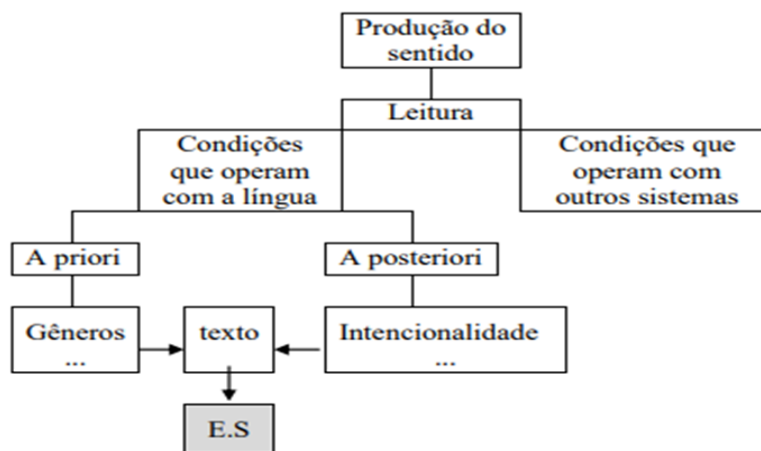 Produção do
sentido
Leitura
Condições
que operam
com a língua
Condições que
operam com
outros sistemas
A priori
A posteriori
Gêneros
...
texto
Intencionalidade
...
E.S